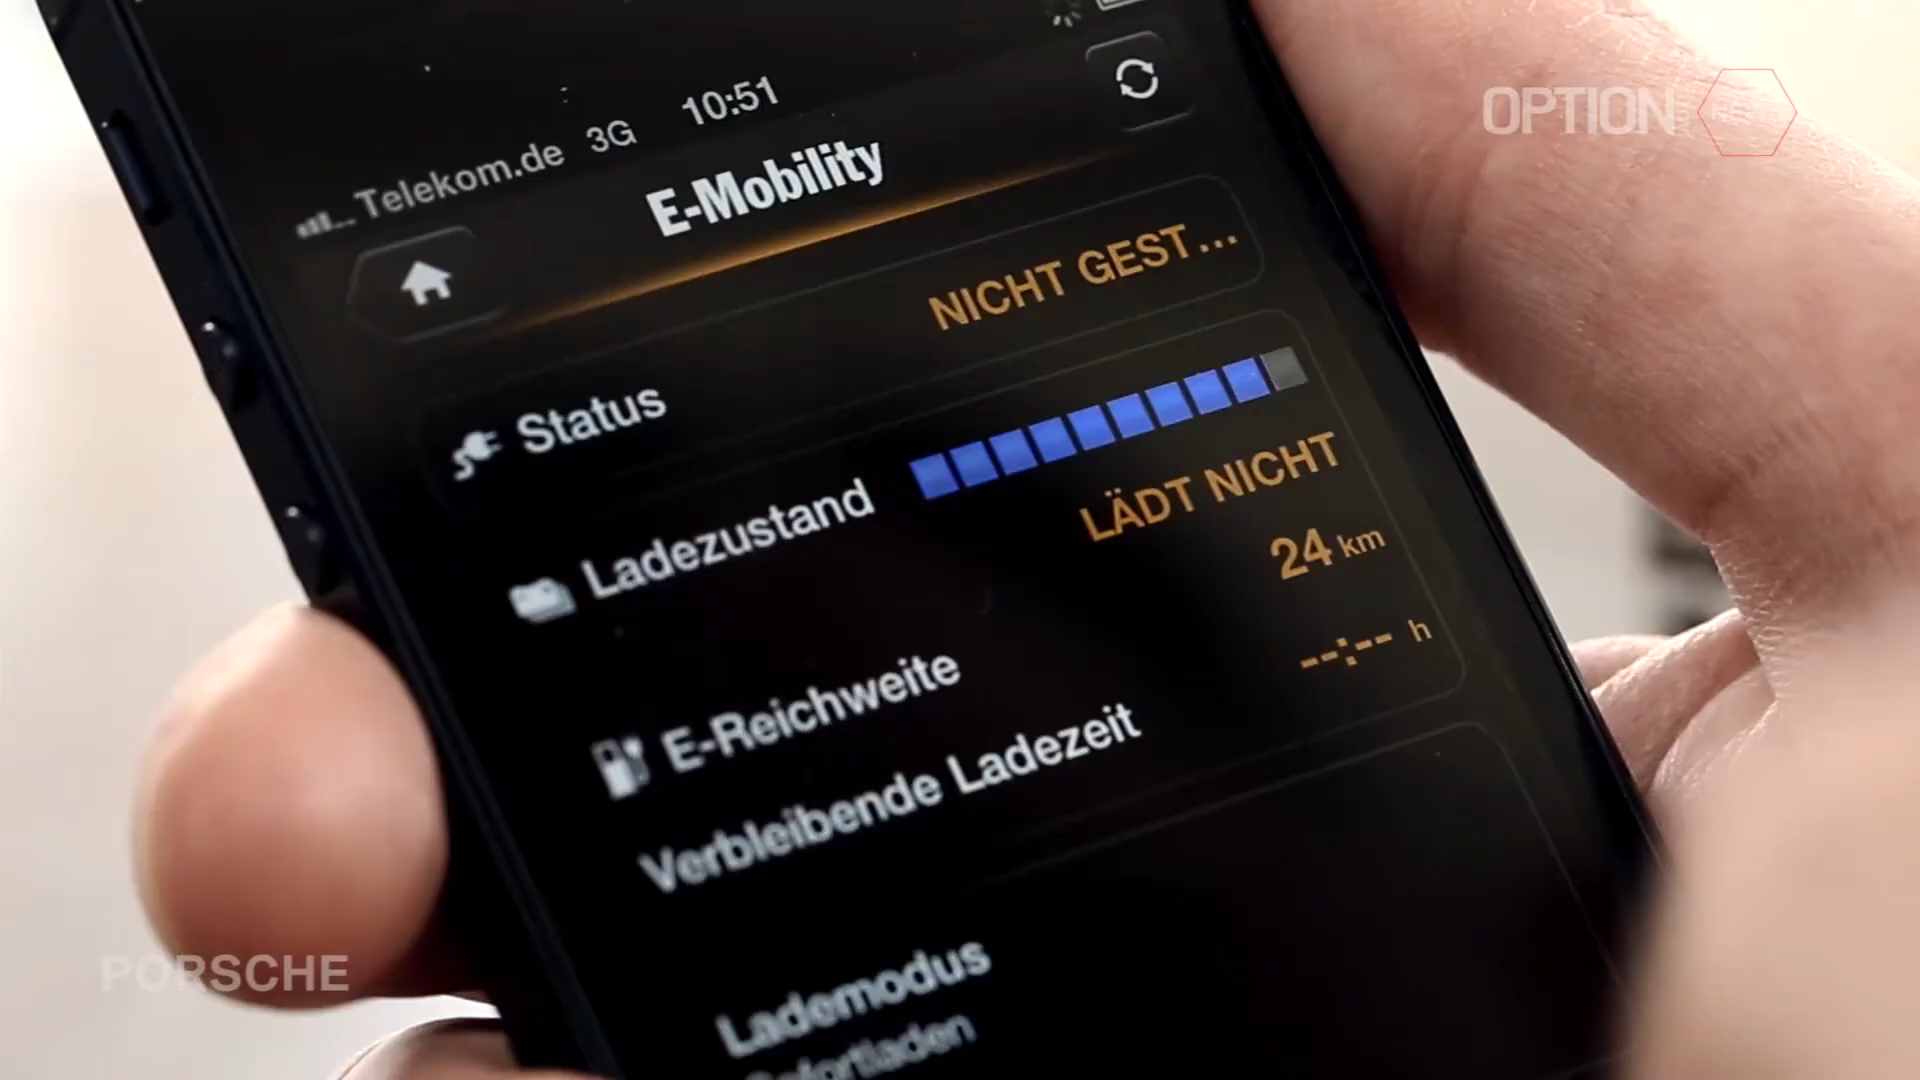 OPTION
Telekom.de 3G 10:51
E-Mobility
Status NICHT GEST...
Ladezustand
LÄDT NICHT
E-Reichweite 24 km
Verbleibende Ladezeit --:-- h
Lademodus
Sofortladen
PORSCHE